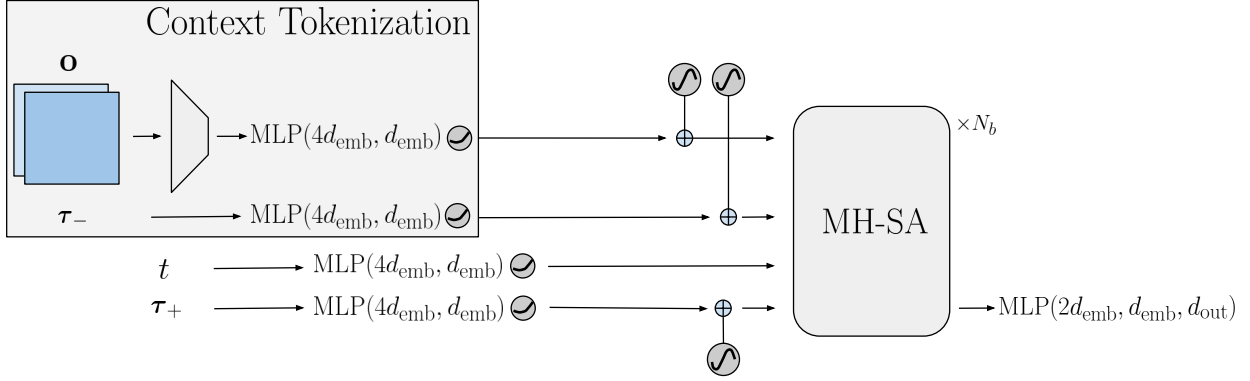 Context Tokenization
o
MLP(4d_emb, d_emb)
×N_b
τ_−
MLP(4d_emb, d_emb)
MH-SA
t
MLP(4d_emb, d_emb)
τ_+
MLP(4d_emb, d_emb)
MLP(2d_emb, d_emb, d_out)